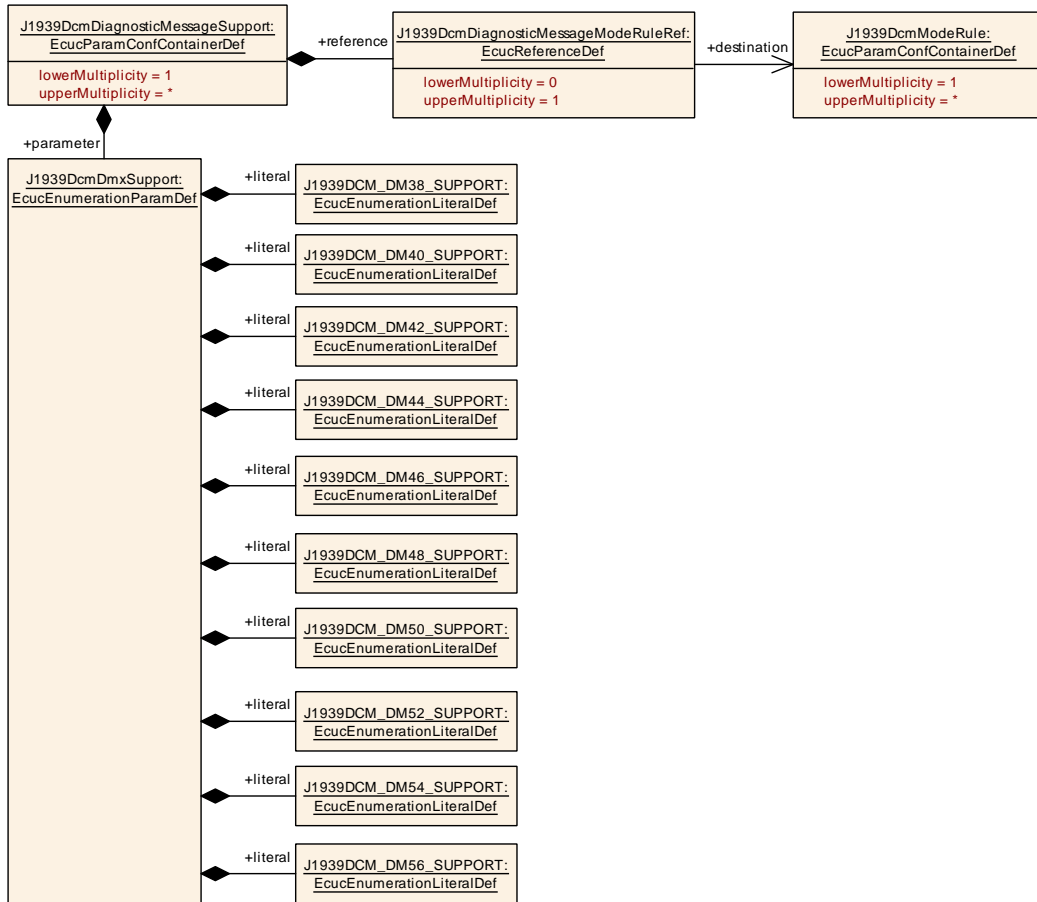 J1939DcmDiagnosticMessageSupport:
EcucParamConfContainerDef
lowerMultiplicity = 1
upperMultiplicity = *
+reference
J1939DcmDiagnosticMessageModeRuleRef:
EcucReferenceDef
lowerMultiplicity = 0
upperMultiplicity = 1
+destination
J1939DcmModeRule:
EcucParamConfContainerDef
lowerMultiplicity = 1
upperMultiplicity = *
+parameter
J1939DcmDmxSupport:
EcucEnumerationParamDef
+literal
J1939DCM_DM38_SUPPORT:
EcucEnumerationLiteralDef
+literal
J1939DCM_DM40_SUPPORT:
EcucEnumerationLiteralDef
+literal
J1939DCM_DM42_SUPPORT:
EcucEnumerationLiteralDef
+literal
J1939DCM_DM44_SUPPORT:
EcucEnumerationLiteralDef
+literal
J1939DCM_DM46_SUPPORT:
EcucEnumerationLiteralDef
+literal
J1939DCM_DM48_SUPPORT:
EcucEnumerationLiteralDef
+literal
J1939DCM_DM50_SUPPORT:
EcucEnumerationLiteralDef
+literal
J1939DCM_DM52_SUPPORT:
EcucEnumerationLiteralDef
+literal
J1939DCM_DM54_SUPPORT:
EcucEnumerationLiteralDef
+literal
J1939DCM_DM56_SUPPORT:
EcucEnumerationLiteralDef